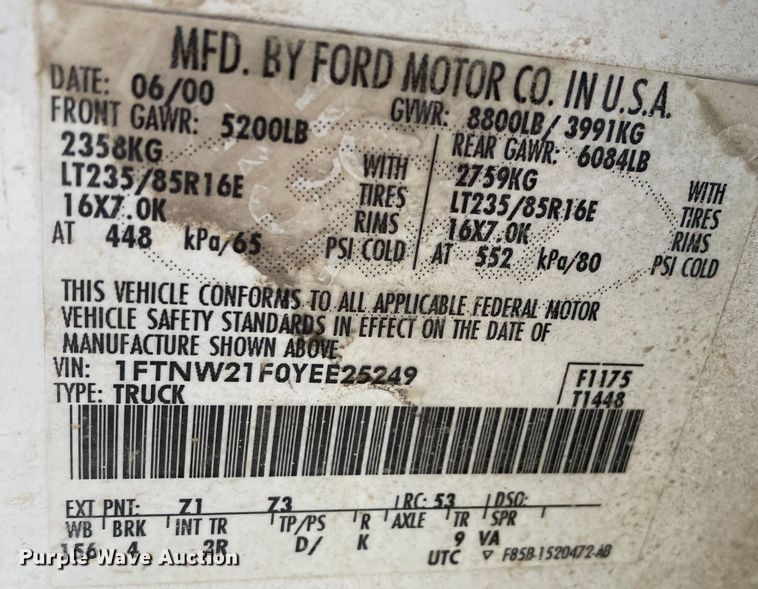 MFD. BY FORD MOTOR CO. IN U.S.A.
DATE: 06/00 GVWR: 8800LB/ 3991KG
FRONT GAWR: 5200LB REAR GAWR: 6084LB
2358KG WITH 2759KG WITH
LT235/85R16E TIRES LT235/85R16E TIRES
16X7.0K RIMS 16X7.0K RIMS
AT 448 kPa/65 PSI COLD AT 552 kPa/80 PSI COLD
THIS VEHICLE CONFORMS TO ALL APPLICABLE FEDERAL MOTOR
VEHICLE SAFETY STANDARDS IN EFFECT ON THE DATE OF
MANUFACTURE SHOWN ABOVE
VIN: 1FTNW21F0YEE25249 F1175
TYPE: TRUCK T1448
EXT PNT: Z1 Z3 RC: 53 DSO:
WB BRK INT TR TP/PS R AXLE TR SPR
156 4 2R D/ K 9 VA
UTC ▽ F85B-1520472-AB
Purple Wave Auction